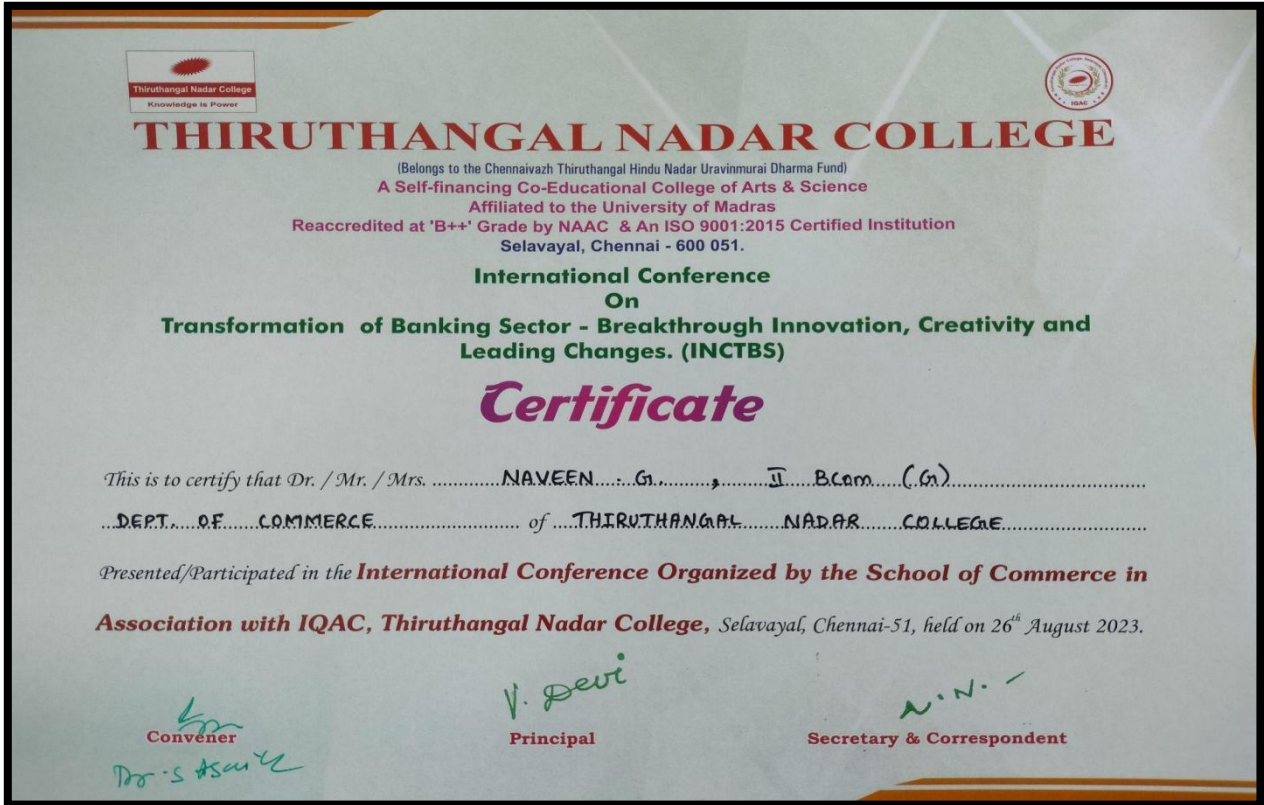 Thiruthangal Nadar College
Knowledge is Power
IQAC
THIRUTHANGAL NADAR COLLEGE
(Belongs to the Chennaivazh Thiruthangal Hindu Nadar Uravinmurai Dharma Fund)
A Self-financing Co-Educational College of Arts & Science
Affiliated to the University of Madras
Reaccredited at 'B++' Grade by NAAC & An ISO 9001:2015 Certified Institution
Selavayal, Chennai - 600 051.
International Conference
On
Transformation of Banking Sector - Breakthrough Innovation, Creativity and
Leading Changes. (INCTBS)
Certificate
This is to certify that Dr. / Mr. / Mrs. NAVEEN. G., II BCom (G)
DEPT. OF COMMERCE of THIRUTHANGAL NADAR COLLEGE
Presented/Participated in the International Conference Organized by the School of Commerce in
Association with IQAC, Thiruthangal Nadar College, Selavayal, Chennai-51, held on 26th August 2023.
V. Devi
N. N. -
Convener
Principal
Secretary & Correspondent
Dr. S